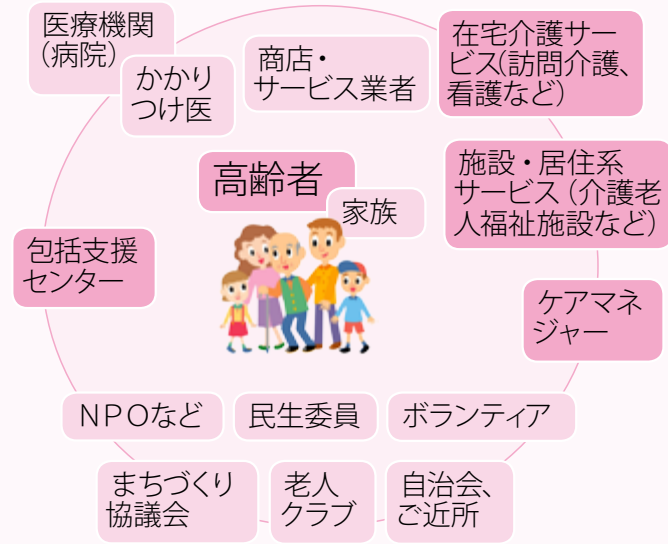 医療機関
（病院）
かかり
つけ医
商店・
サービス業者
在宅介護サー
ビス（訪問介護、
看護など）
高齢者
家族
施設・居住系
サービス（介護老
人福祉施設など）
包括支援
センター
ケアマネ
ジャー
ＮＰＯなど
民生委員
ボランティア
まちづくり
協議会
老人
クラブ
自治会、
ご近所